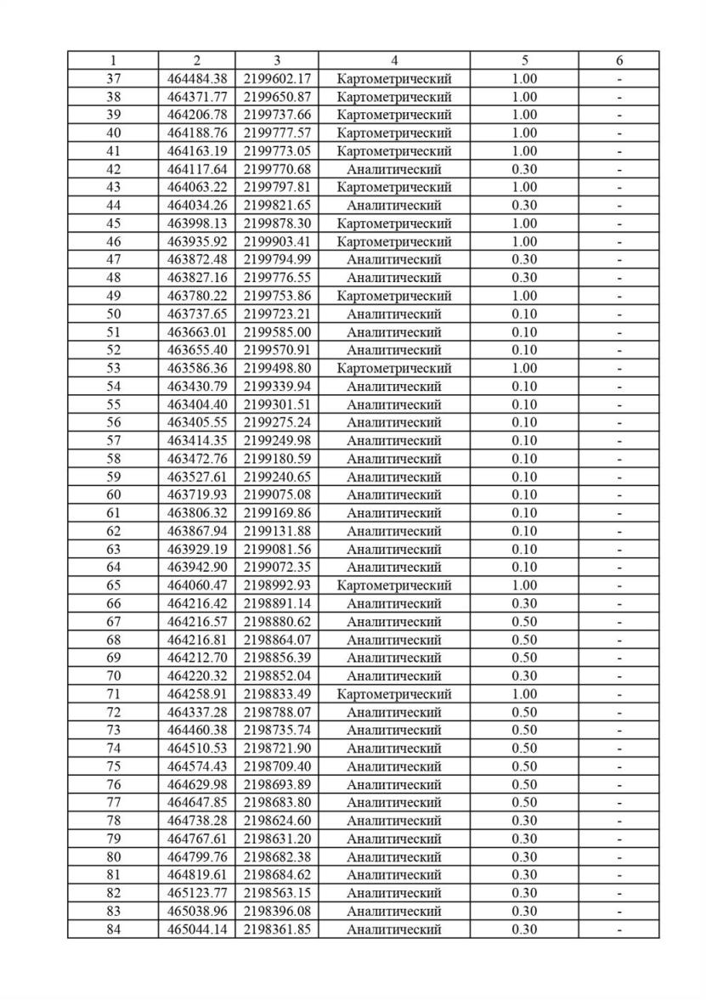 1 2 3 4 5 6
37 464484.38 2199602.17 Картометрический 1.00 -
38 464371.77 2199650.87 Картометрический 1.00 -
39 464206.78 2199737.66 Картометрический 1.00 -
40 464188.76 2199777.57 Картометрический 1.00 -
41 464163.19 2199773.05 Картометрический 1.00 -
42 464117.64 2199770.68 Аналитический 0.30 -
43 464063.22 2199797.81 Картометрический 1.00 -
44 464034.26 2199821.65 Аналитический 0.30 -
45 463998.13 2199878.30 Картометрический 1.00 -
46 463935.92 2199903.41 Картометрический 1.00 -
47 463872.48 2199794.99 Аналитический 0.30 -
48 463827.16 2199776.55 Аналитический 0.30 -
49 463780.22 2199753.86 Картометрический 1.00 -
50 463737.65 2199723.21 Аналитический 0.10 -
51 463663.01 2199585.00 Аналитический 0.10 -
52 463655.40 2199570.91 Аналитический 0.10 -
53 463586.36 2199498.80 Картометрический 1.00 -
54 463430.79 2199339.94 Аналитический 0.10 -
55 463404.40 2199301.51 Аналитический 0.10 -
56 463405.55 2199275.24 Аналитический 0.10 -
57 463414.35 2199249.98 Аналитический 0.10 -
58 463472.76 2199180.59 Аналитический 0.10 -
59 463527.61 2199240.65 Аналитический 0.10 -
60 463719.93 2199075.08 Аналитический 0.10 -
61 463806.32 2199169.86 Аналитический 0.10 -
62 463867.94 2199131.88 Аналитический 0.10 -
63 463929.19 2199081.56 Аналитический 0.10 -
64 463942.90 2199072.35 Аналитический 0.10 -
65 464060.47 2198992.93 Картометрический 1.00 -
66 464216.42 2198891.14 Аналитический 0.30 -
67 464216.57 2198880.62 Аналитический 0.50 -
68 464216.81 2198864.07 Аналитический 0.50 -
69 464212.70 2198856.39 Аналитический 0.50 -
70 464220.32 2198852.04 Аналитический 0.30 -
71 464258.91 2198833.49 Картометрический 1.00 -
72 464337.28 2198788.07 Аналитический 0.50 -
73 464460.38 2198735.74 Аналитический 0.50 -
74 464510.53 2198721.90 Аналитический 0.50 -
75 464574.43 2198709.40 Аналитический 0.50 -
76 464629.98 2198693.89 Аналитический 0.50 -
77 464647.85 2198683.80 Аналитический 0.50 -
78 464738.28 2198624.60 Аналитический 0.30 -
79 464767.61 2198631.20 Аналитический 0.30 -
80 464799.76 2198682.38 Аналитический 0.30 -
81 464819.61 2198684.62 Аналитический 0.30 -
82 465123.77 2198563.15 Аналитический 0.30 -
83 465038.96 2198396.08 Аналитический 0.30 -
84 465044.14 2198361.85 Аналитический 0.30 -